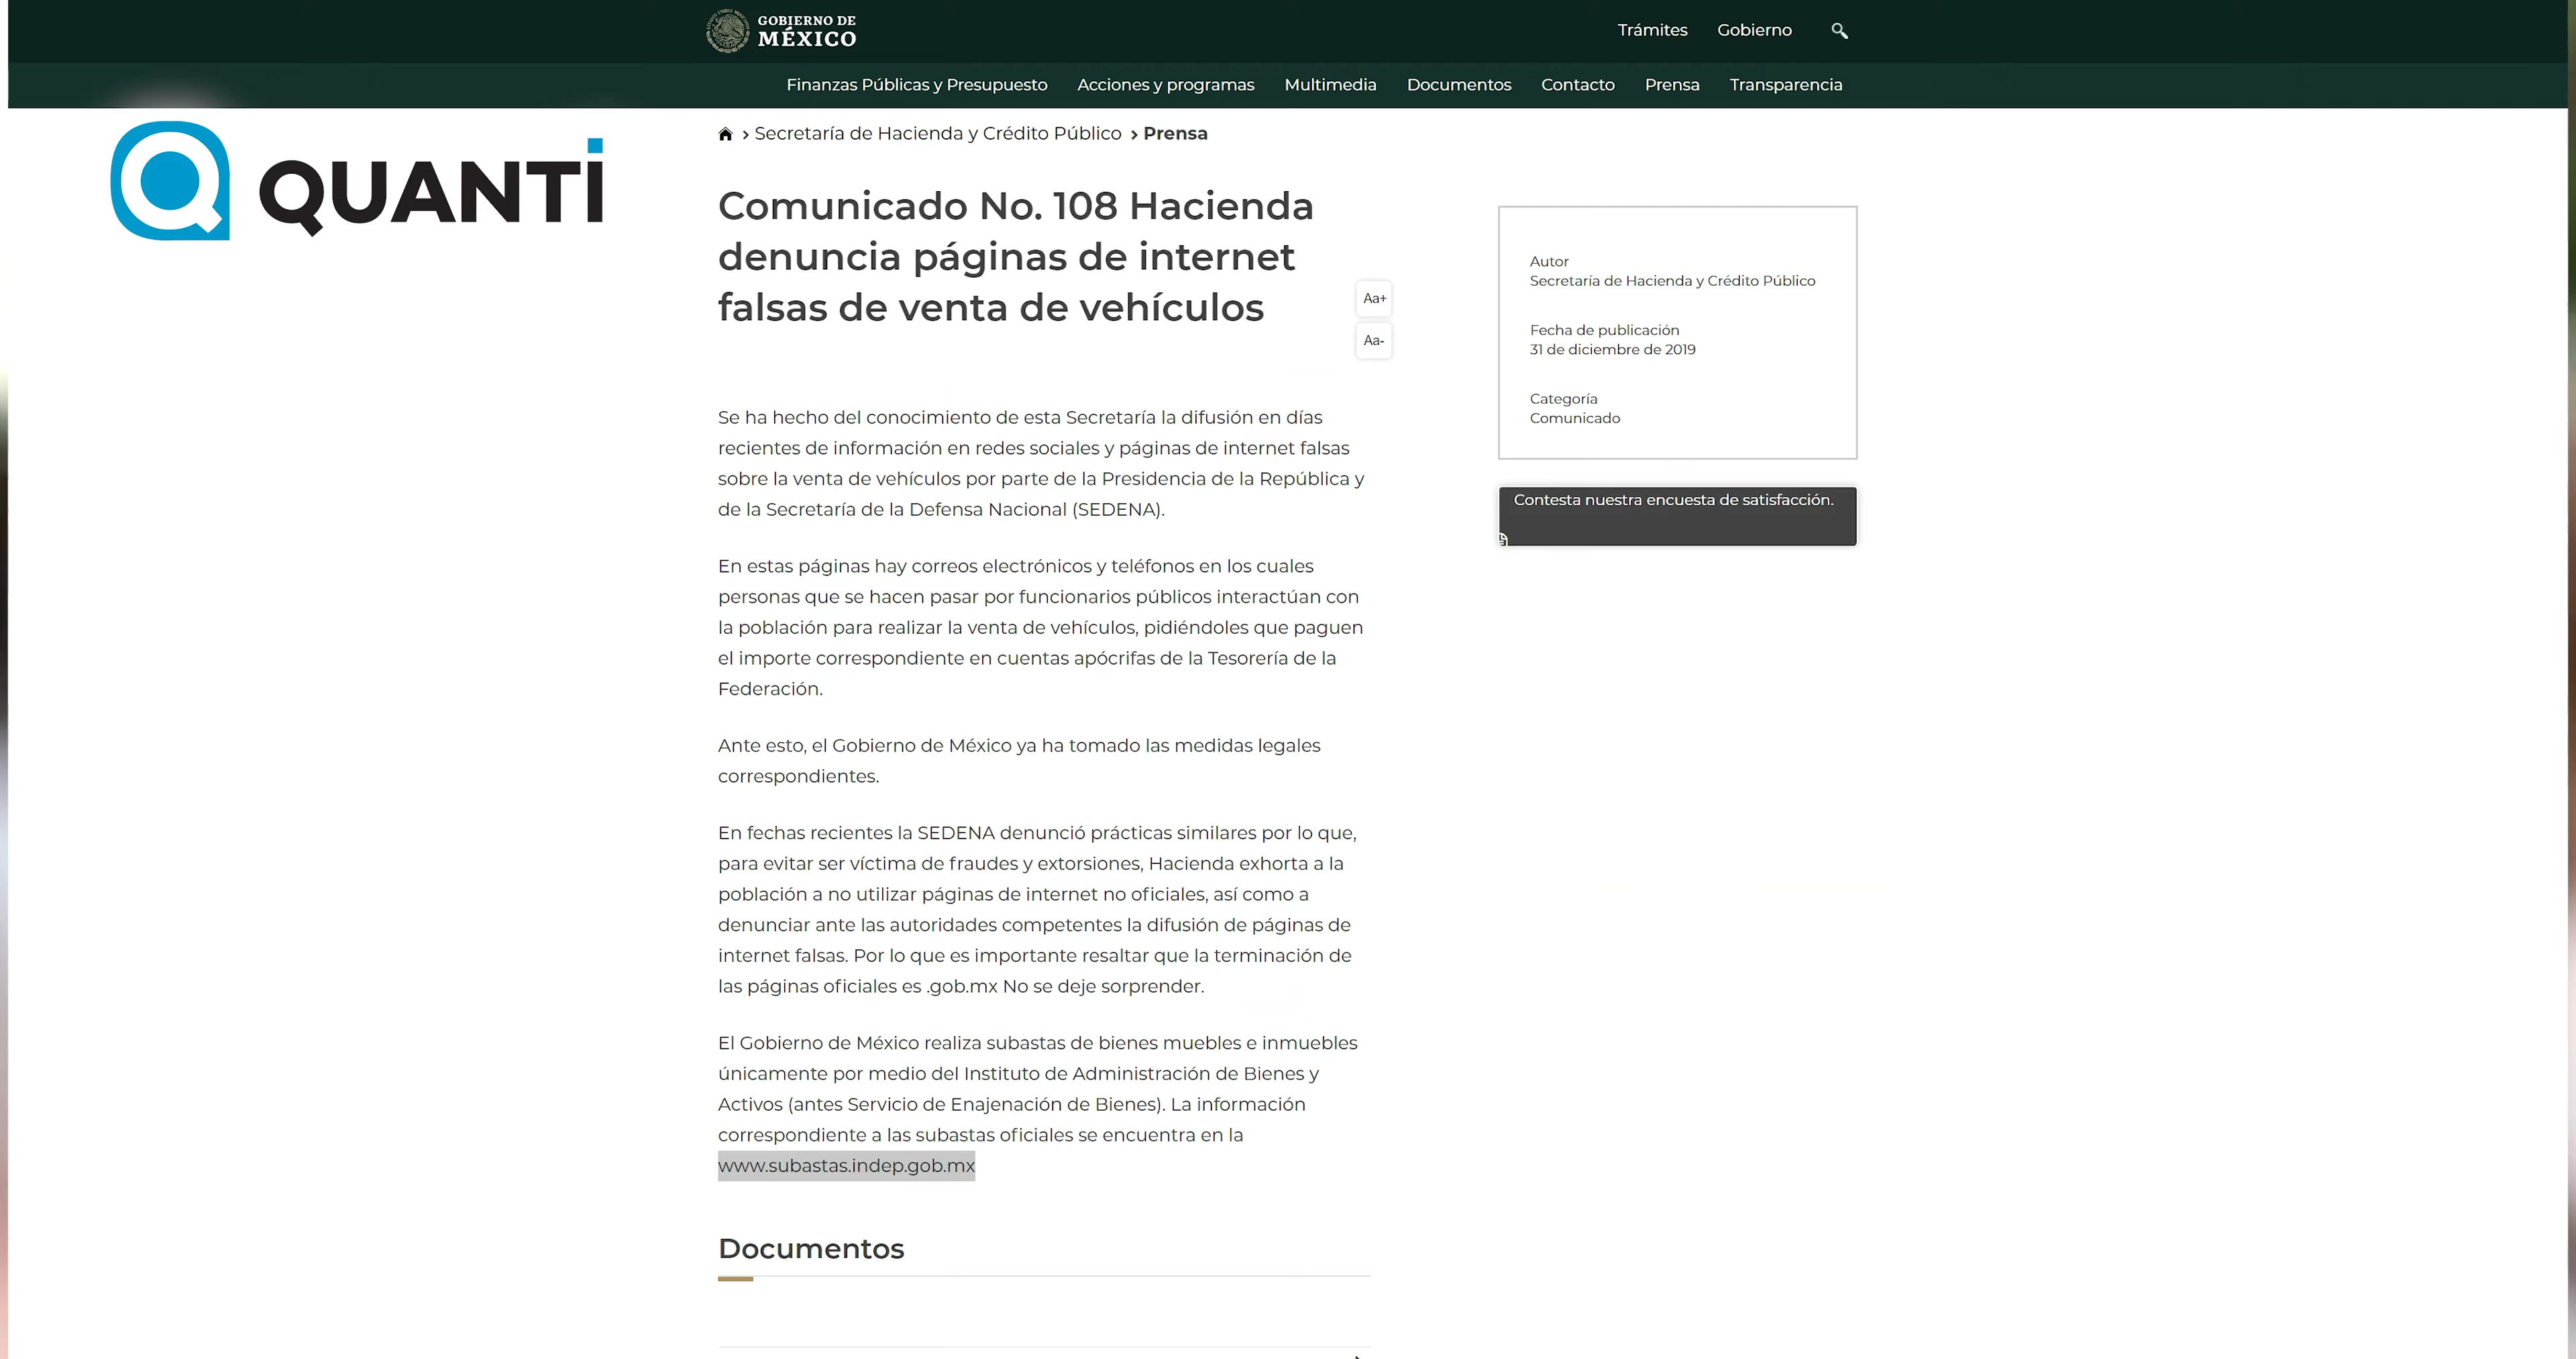 GOBIERNO DE
MÉXICO
Trámites Gobierno
Finanzas Públicas y Presupuesto Acciones y programas Multimedia Documentos Contacto Prensa Transparencia
QUANTI
Secretaría de Hacienda y Crédito Público > Prensa
Comunicado No. 108 Hacienda
denuncia páginas de internet
falsas de venta de vehículos
Aa+
Aa-
Se ha hecho del conocimiento de esta Secretaría la difusión en días
recientes de información en redes sociales y páginas de internet falsas
sobre la venta de vehículos por parte de la Presidencia de la República y
de la Secretaría de la Defensa Nacional (SEDENA).
En estas páginas hay correos electrónicos y teléfonos en los cuales
personas que se hacen pasar por funcionarios públicos interactúan con
la población para realizar la venta de vehículos, pidiéndoles que paguen
el importe correspondiente en cuentas apócrifas de la Tesorería de la
Federación.
Ante esto, el Gobierno de México ya ha tomado las medidas legales
correspondientes.
En fechas recientes la SEDENA denunció prácticas similares por lo que,
para evitar ser víctima de fraudes y extorsiones, Hacienda exhorta a la
población a no utilizar páginas de internet no oficiales, así como a
denunciar ante las autoridades competentes la difusión de páginas de
internet falsas. Por lo que es importante resaltar que la terminación de
las páginas oficiales es .gob.mx No se deje sorprender.
El Gobierno de México realiza subastas de bienes muebles e inmuebles
únicamente por medio del Instituto de Administración de Bienes y
Activos (antes Servicio de Enajenación de Bienes). La información
correspondiente a las subastas oficiales se encuentra en la
www.subastas.indep.gob.mx
Documentos
Autor
Secretaría de Hacienda y Crédito Público
Fecha de publicación
31 de diciembre de 2019
Categoría
Comunicado
Contesta nuestra encuesta de satisfacción.